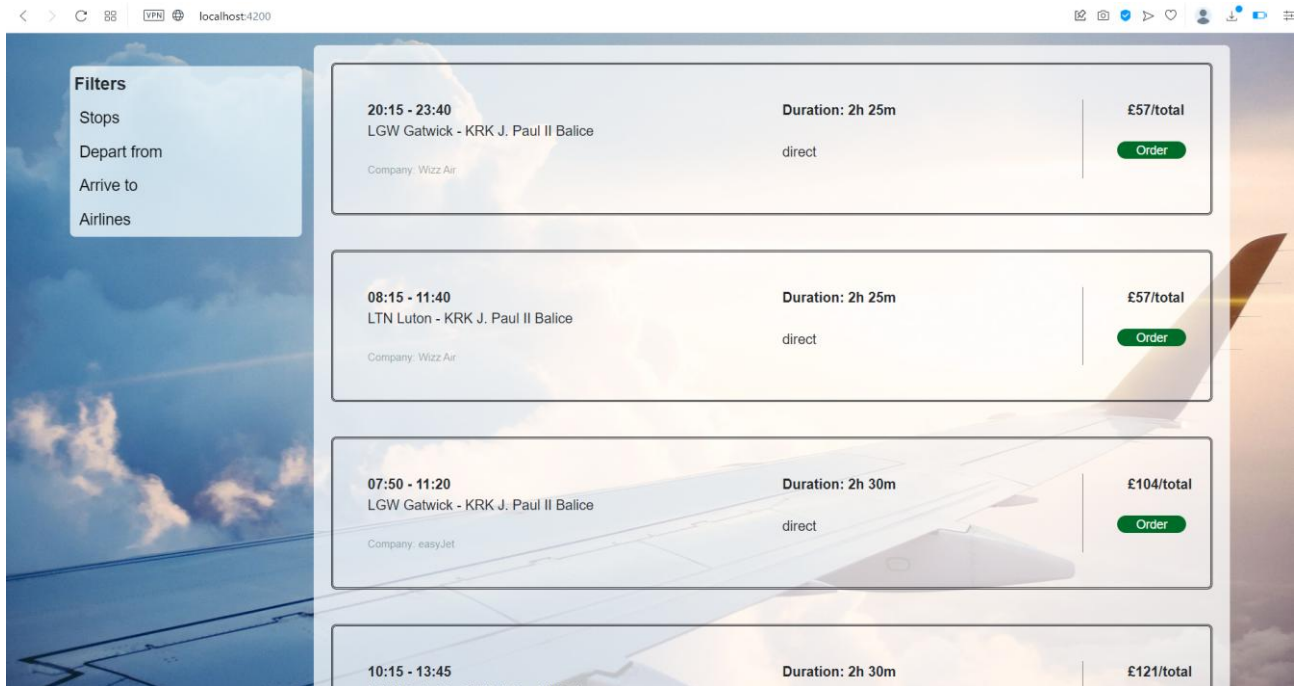 VPN
localhost:4200
Filters
Stops
Depart from
Arrive to
Airlines
20:15 - 23:40
LGW Gatwick - KRK J. Paul II Balice
Company: Wizz Air
Duration: 2h 25m
direct
£57/total
Order
08:15 - 11:40
LTN Luton - KRK J. Paul II Balice
Company: Wizz Air
Duration: 2h 25m
direct
£57/total
Order
07:50 - 11:20
LGW Gatwick - KRK J. Paul II Balice
Company: easyJet
Duration: 2h 30m
direct
£104/total
Order
10:15 - 13:45
Duration: 2h 30m
£121/total